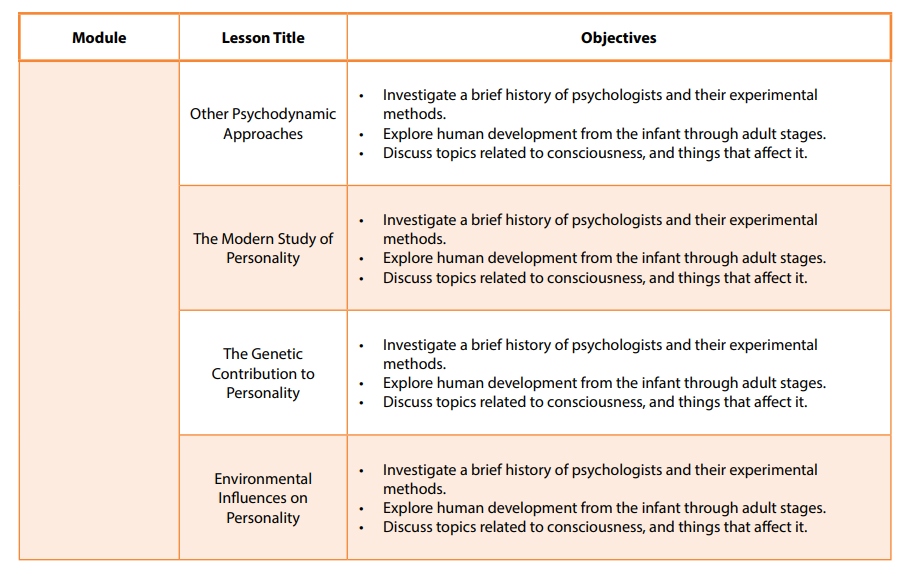 Module Lesson Title Objectives
Other Psychodynamic
Approaches
• Investigate a brief history of psychologists and their experimental
methods.
• Explore human development from the infant through adult stages.
• Discuss topics related to consciousness, and things that affect it.
The Modern Study of
Personality
• Investigate a brief history of psychologists and their experimental
methods.
• Explore human development from the infant through adult stages.
• Discuss topics related to consciousness, and things that affect it.
The Genetic
Contribution to
Personality
• Investigate a brief history of psychologists and their experimental
methods.
• Explore human development from the infant through adult stages.
• Discuss topics related to consciousness, and things that affect it.
Environmental
Influences on
Personality
• Investigate a brief history of psychologists and their experimental
methods.
• Explore human development from the infant through adult stages.
• Discuss topics related to consciousness, and things that affect it.